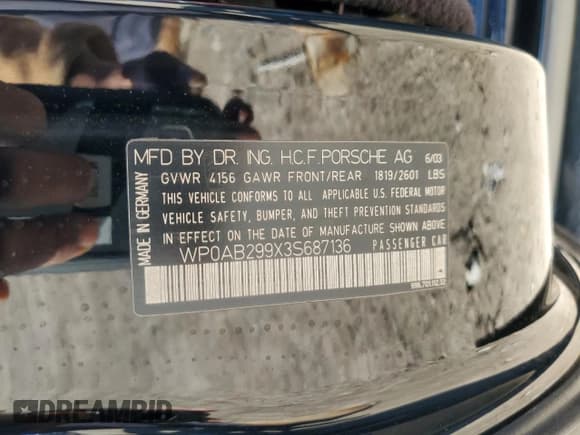 MFD BY DR. ING. H.C.F.PORSCHE AG 6/03
GVWR 4156 GAWR FRONT/REAR 1819/2601 LBS
THIS VEHICLE CONFORMS TO ALL APPLICABLE U.S. FEDERAL MOTOR
VEHICLE SAFETY, BUMPER, AND THEFT PREVENTION STANDARDS
IN EFFECT ON THE DATE OF MANUFACTURE SHOWN ABOVE
WP0AB299X3S687136 PASSENGER CAR
MADE IN GERMANY
DREAMBID